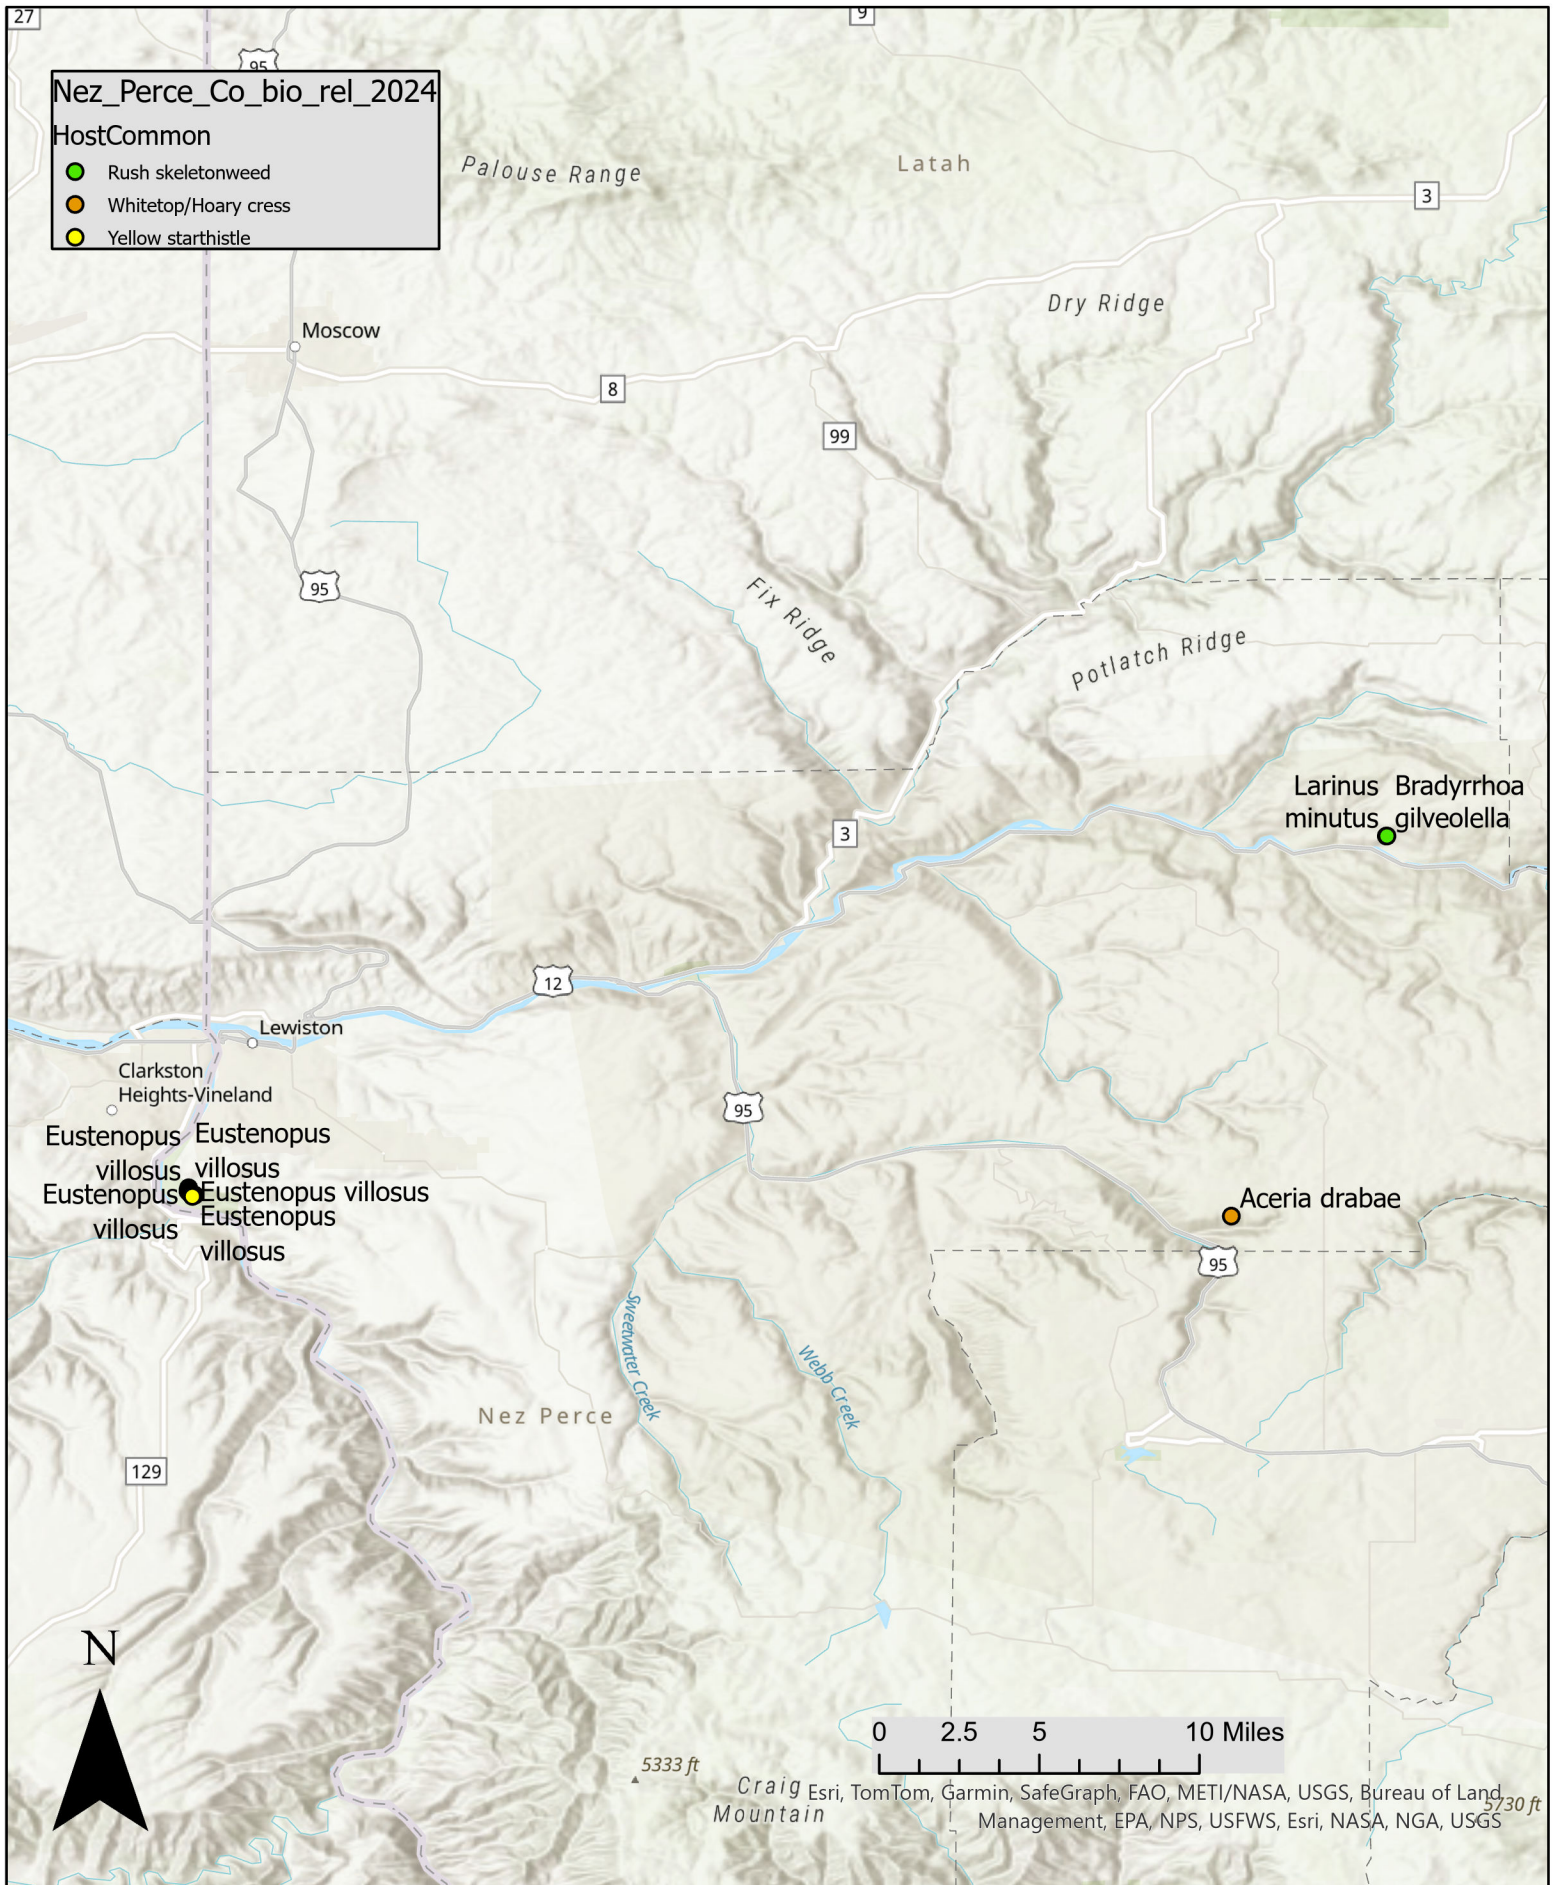 27
9
95
Nez_Perce_Co_bio_rel_2024
HostCommon
Rush skeletonweed
Whitetop/Hoary cress
Yellow starthistle
Palouse Range
Latah
3
Dry Ridge
Moscow
8
99
95
Fix Ridge
Potlatch Ridge
Larinus
minutus
Bradyrrhoa
gilveolella
3
12
Lewiston
Clarkston
Heights-Vineland
95
Eustenopus
villosus
Eustenopus
villosus
Eustenopus
villosus
Eustenopus villosus
Eustenopus
villosus
Aceria drabae
95
Sweetwater Creek
Webb Creek
Nez Perce
129
N
0 2.5 5 10 Miles
5333 ft
Craig
Mountain
5730 ft
Esri, TomTom, Garmin, SafeGraph, FAO, METI/NASA, USGS, Bureau of Land
Management, EPA, NPS, USFWS, Esri, NASA, NGA, USGS